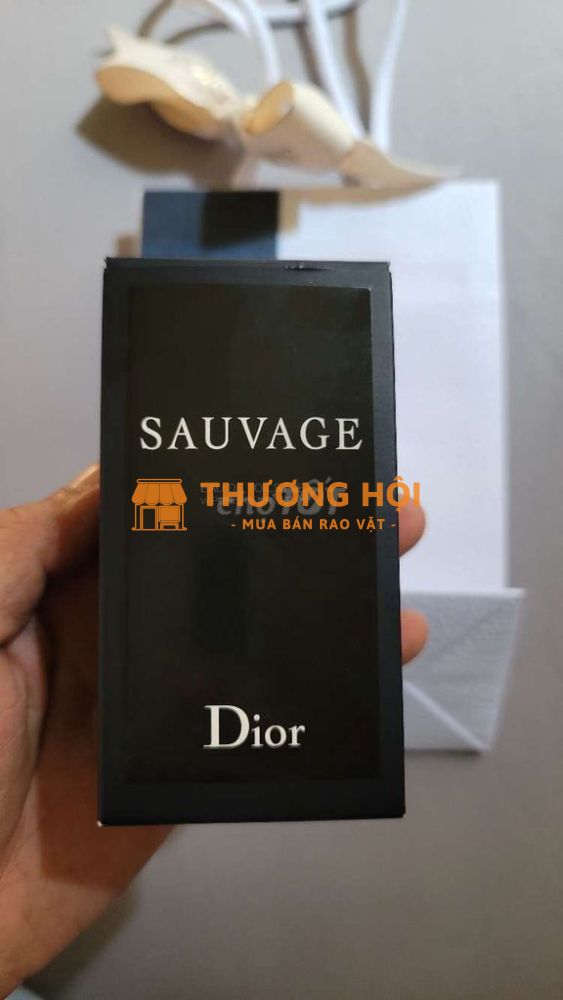 SAUVAGE
THƯƠNG HỘI
- MUA BÁN RAO VẶT -
Dior